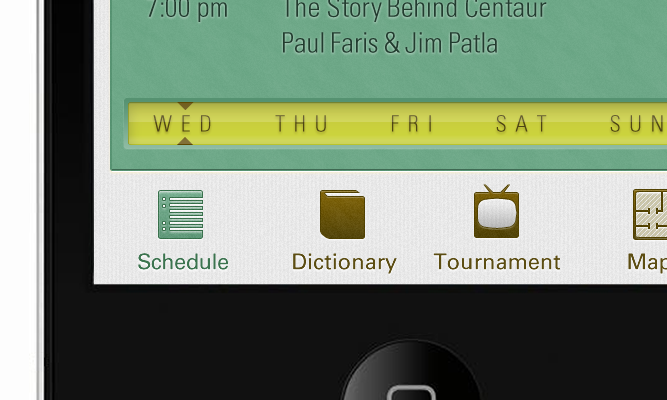 7:00 pm The Story Behind Centaur
Paul Faris & Jim Patla
WED THU FRI SAT SUN
Schedule Dictionary Tournament Map